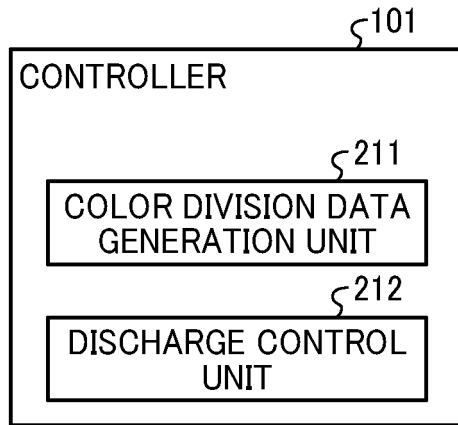 101
CONTROLLER
211
COLOR DIVISION DATA
GENERATION UNIT
212
DISCHARGE CONTROL
UNIT